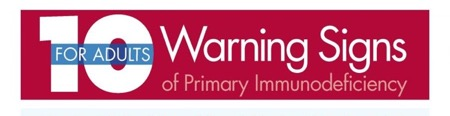 10
FOR ADULTS
Warning Signs
of Primary Immunodeficiency